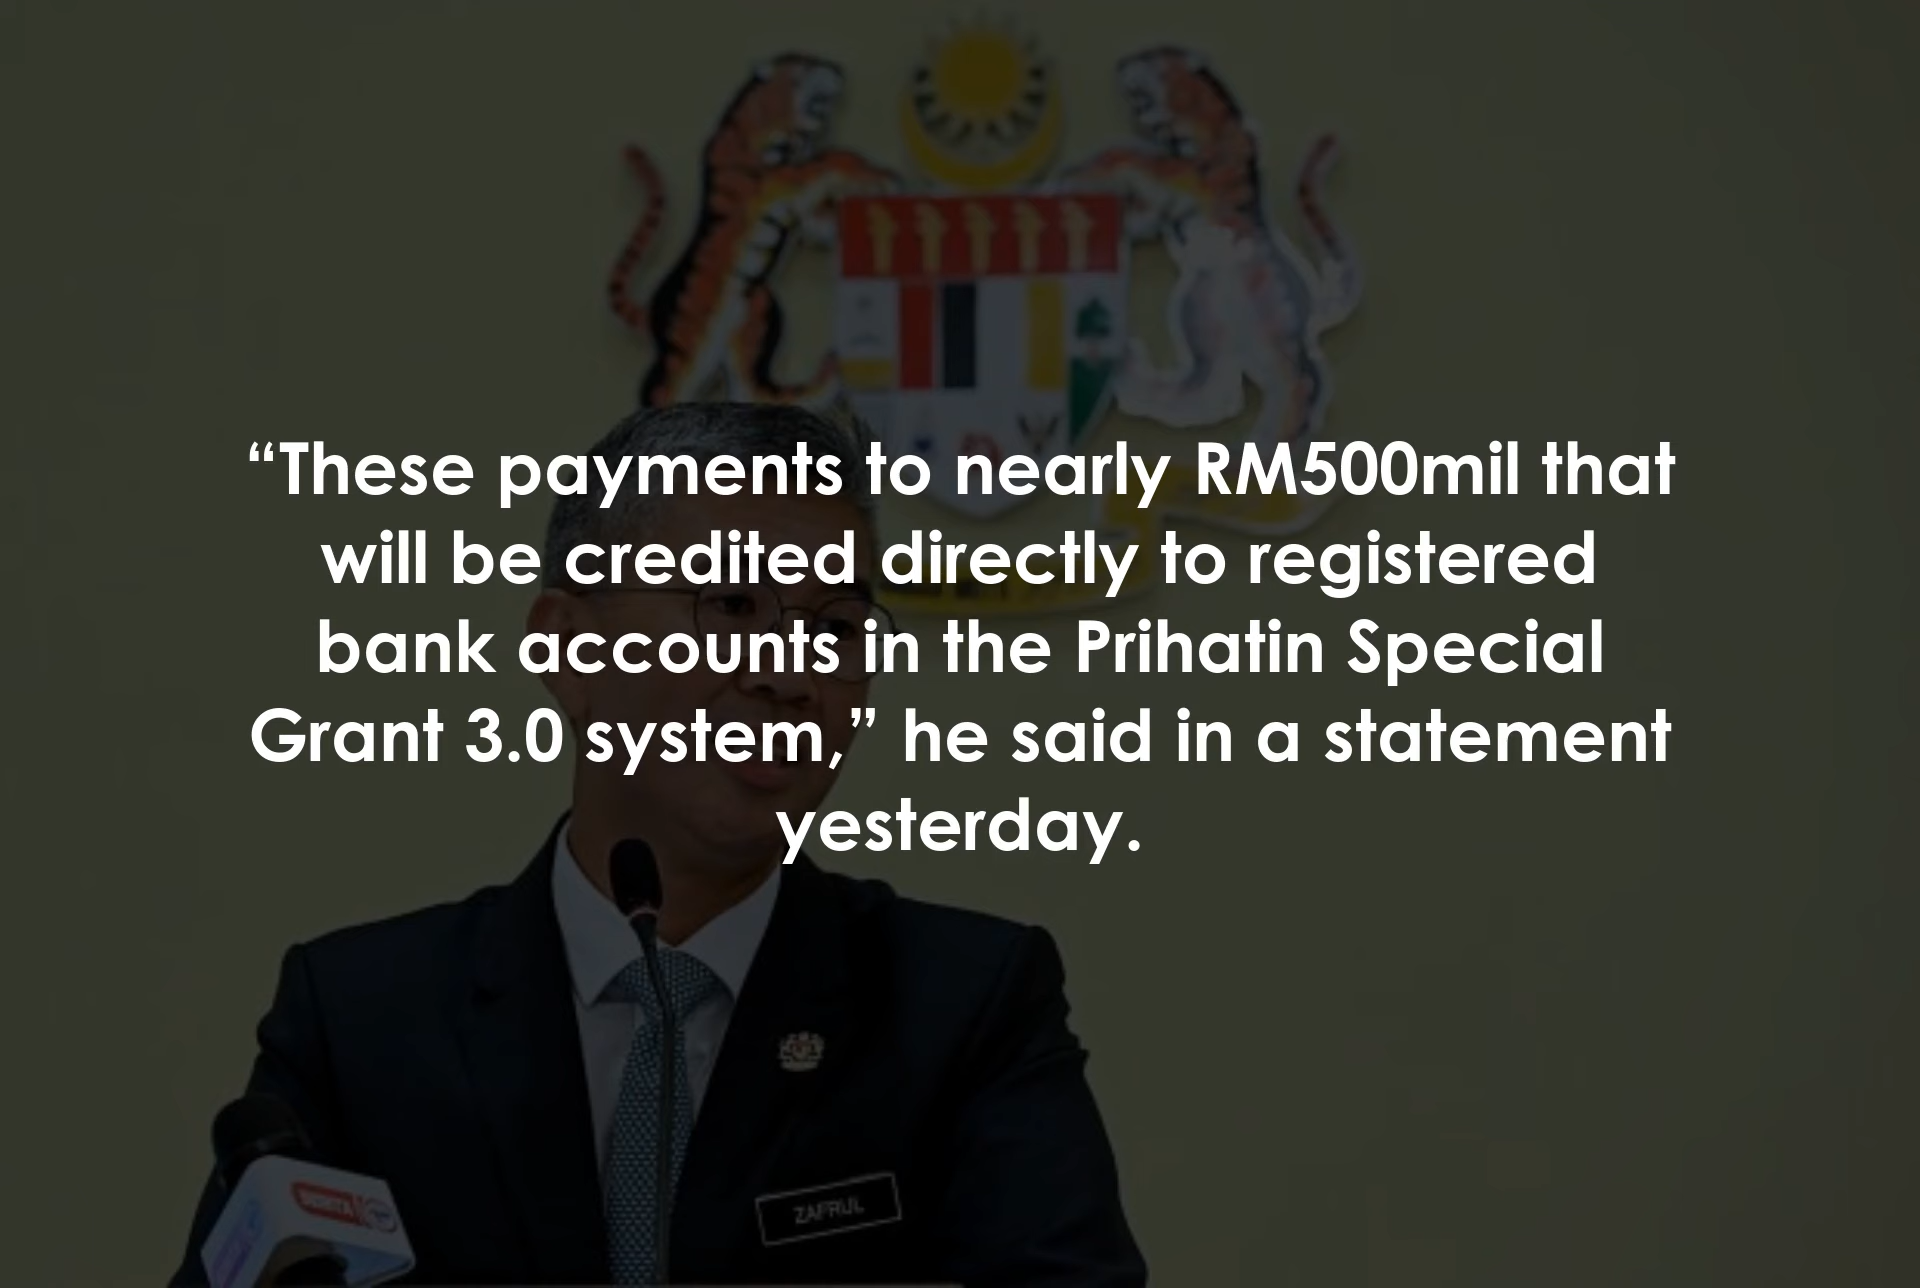 “These payments to nearly RM500mil that
will be credited directly to registered
bank accounts in the Prihatin Special
Grant 3.0 system,” he said in a statement
yesterday.
ZAFRUL